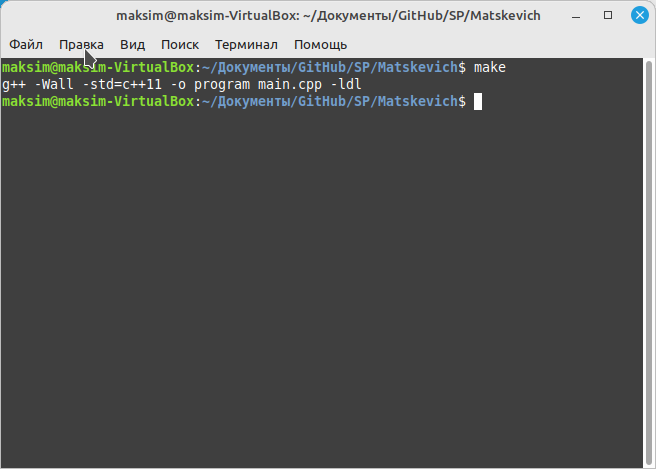 maksim@maksim-VirtualBox: ~/Документы/GitHub/SP/Matskevich
Файл Правка Вид Поиск Терминал Помощь
maksim@maksim-VirtualBox:~/Документы/GitHub/SP/Matskevich$ make
g++ -Wall -std=c++11 -o program main.cpp -ldl
maksim@maksim-VirtualBox:~/Документы/GitHub/SP/Matskevich$